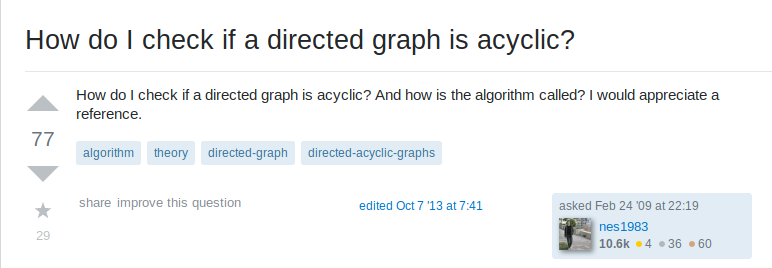 How do I check if a directed graph is acyclic?
How do I check if a directed graph is acyclic? And how is the algorithm called? I would appreciate a
reference.
77
algorithm theory directed-graph directed-acyclic-graphs
share improve this question
edited Oct 7 '13 at 7:41
asked Feb 24 '09 at 22:19
29
nes1983
10.6k 4 36 60